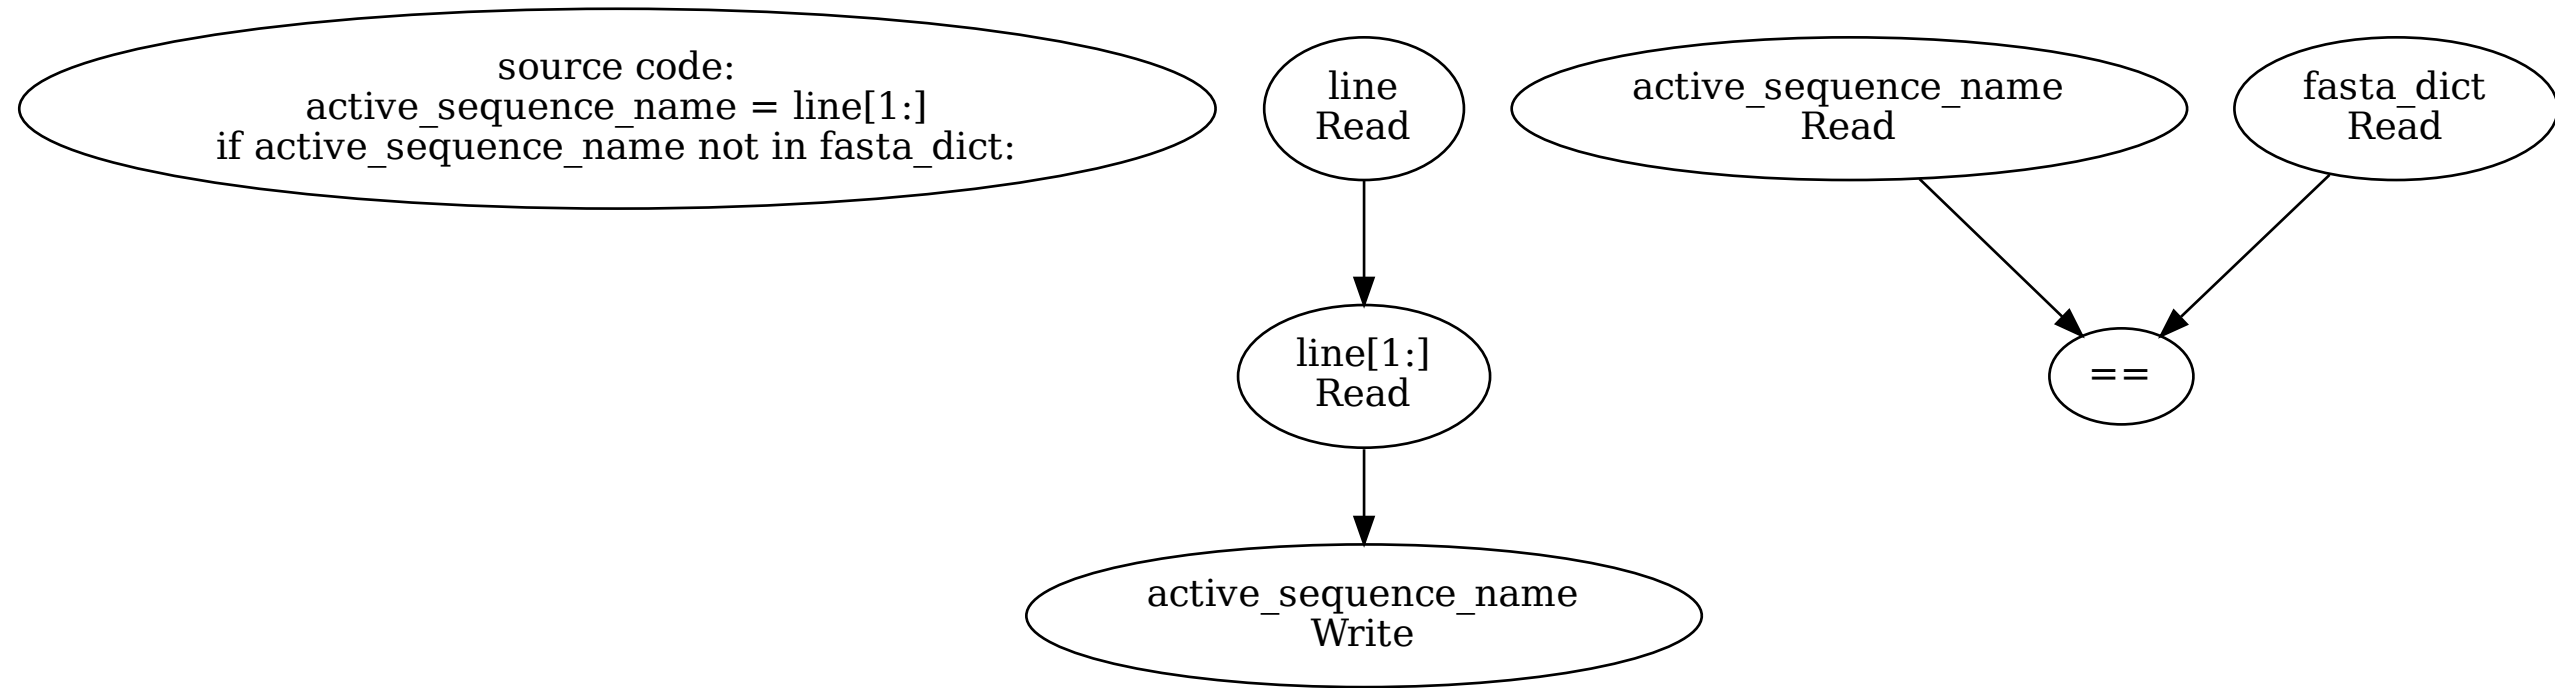 source code:
active_sequence_name = line[1:]
if active_sequence_name not in fasta_dict:
line
Read
active_sequence_name
Read
fasta_dict
Read
line[1:]
Read
==
active_sequence_name
Write